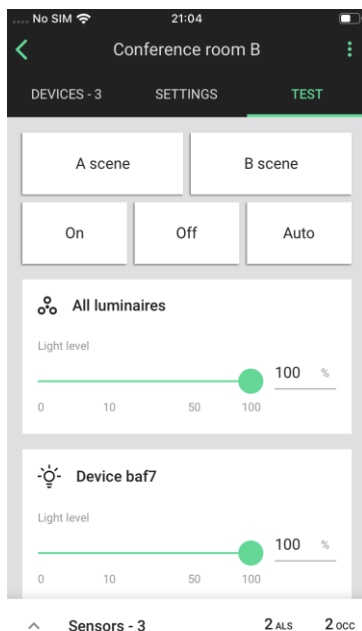 No SIM 21:04
Conference room B
DEVICES - 3 SETTINGS TEST
A scene B scene
On Off Auto
All luminaires
Light level
100 %
0 10 50 100
Device baf7
Light level
100 %
0 10 50 100
Sensors - 3 2 ALS 2 OCC